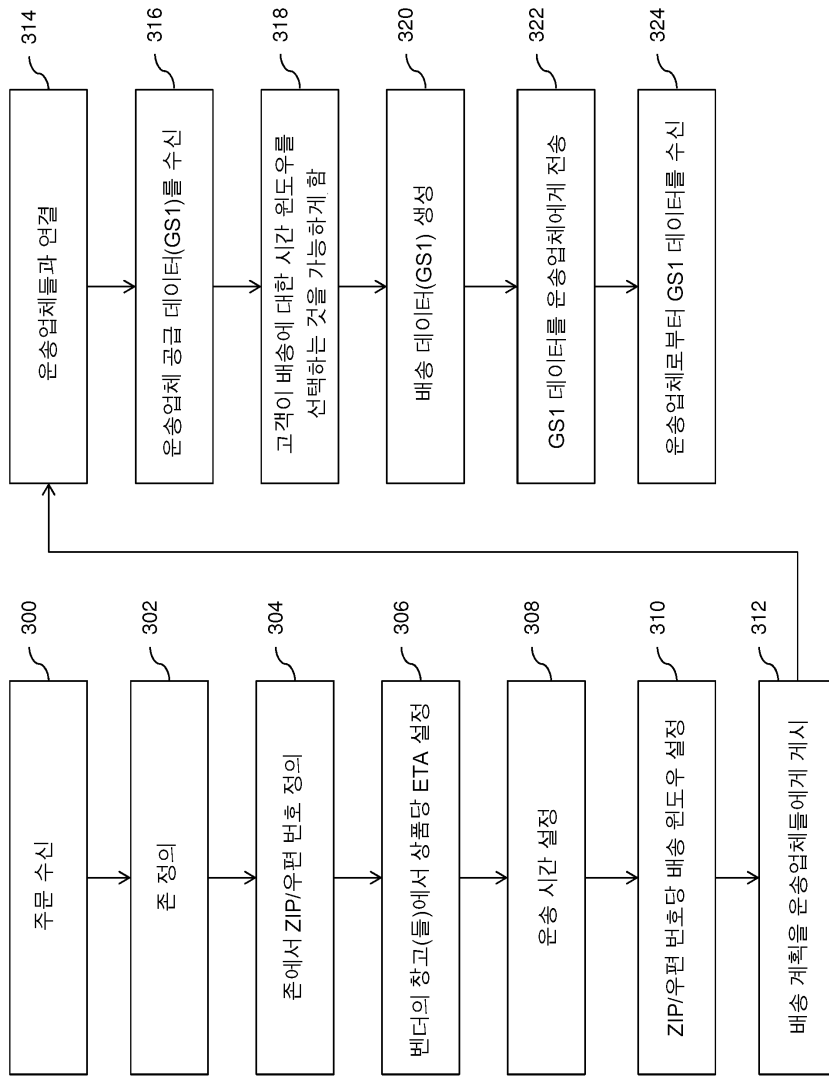 주문 수신
300
존 정의
302
존에서 ZIP/우편 번호 정의
304
벤더의 창고(들)에서 상품당 ETA 설정
306
운송 시간 설정
308
ZIP/우편 번호당 배송 윈도우 설정
310
배송 계획을 운송업체들에게 게시
312
운송업체들과 연결
314
운송업체 공급 데이터(GS1)를 수신
316
고객이 배송에 대한 시간 윈도우를
선택하는 것을 가능하게 함
318
배송 데이터(GS1) 생성
320
GS1 데이터를 운송업체에게 전송
322
운송업체로부터 GS1 데이터를 수신
324